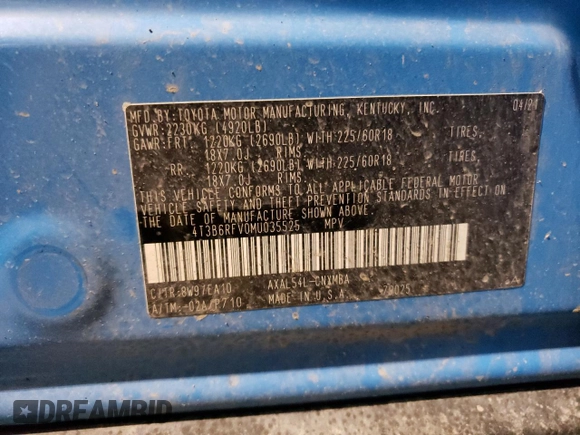 MFD.BY:TOYOTA MOTOR MANUFACTURING, KENTUCKY, INC. 04/21
GVWR:2230KG (4920LB)
GAWR:FRT. 1220KG (2690LB) WITH 225/60R18 TIRES,
18X7.0J RIMS,
RR. 1220KG (2690LB) WITH 225/60R18 TIRES,
18X7.0J RIMS,
THIS VEHICLE CONFORMS TO ALL APPLICABLE FEDERAL MOTOR
VEHICLE SAFETY AND THEFT PREVENTION STANDARDS IN EFFECT ON
THE DATE OF MANUFACTURE SHOWN ABOVE.
4T3B6RFV0MU035525 MPV
C/TR:8W9/EA10 AXAL54L-CNXMBA
A/TM:-02A/P710 MADE IN U.S.A.
DREAMBID